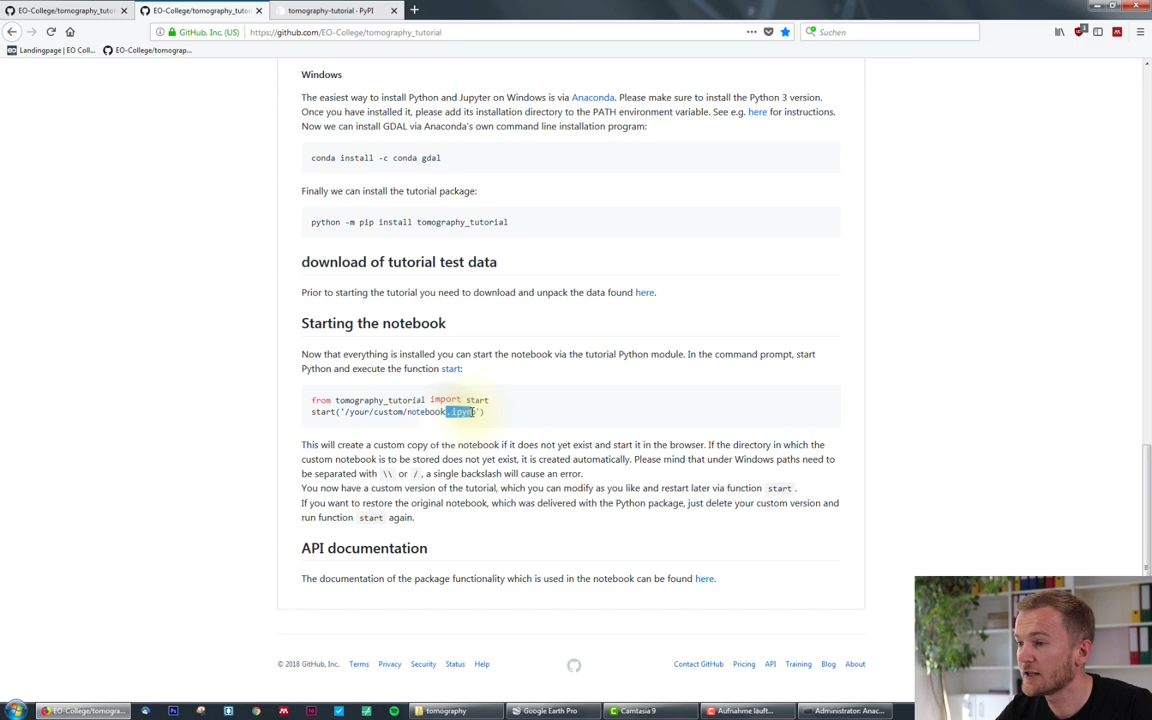 EO-College/tomography_tutor
EO-College/tomography_tutor
tomography-tutorial · PyPI
GitHub, Inc. (US)
https://github.com/EO-College/tomography_tutorial
Suchen
Landingpage | EO Coll...
EO-College/tomograp...
Windows
The easiest way to install Python and Jupyter on Windows is via Anaconda. Please make sure to install the Python 3 version.
Once you have installed it, please add its installation directory to the PATH environment variable. See e.g. here for instructions.
Now we can install GDAL via Anaconda's own command line installation program:
conda install -c conda gdal
Finally we can install the tutorial package:
python -m pip install tomography_tutorial
download of tutorial test data
Prior to starting the tutorial you need to download and unpack the data found here.
Starting the notebook
Now that everything is installed you can start the notebook via the tutorial Python module. In the command prompt, start
Python and execute the function start:
from tomography_tutorial import start
start('/your/custom/notebook.ipynb')
This will create a custom copy of the notebook if it does not yet exist and start it in the browser. If the directory in which the
custom notebook is to be stored does not yet exist, it is created automatically. Please mind that under Windows paths need to
be separated with \\ or /, a single backslash will cause an error.
You now have a custom version of the tutorial, which you can modify as you like and restart later via function start.
If you want to restore the original notebook, which was delivered with the Python package, just delete your custom version and
run function start again.
API documentation
The documentation of the package functionality which is used in the notebook can be found here.
© 2018 GitHub, Inc. Terms Privacy Security Status Help
Contact GitHub Pricing API Training Blog About
EO-College/tomogra...
tomography
Google Earth Pro
Camtasia 9
Aufnahme läuft...
Administrator: Anac...